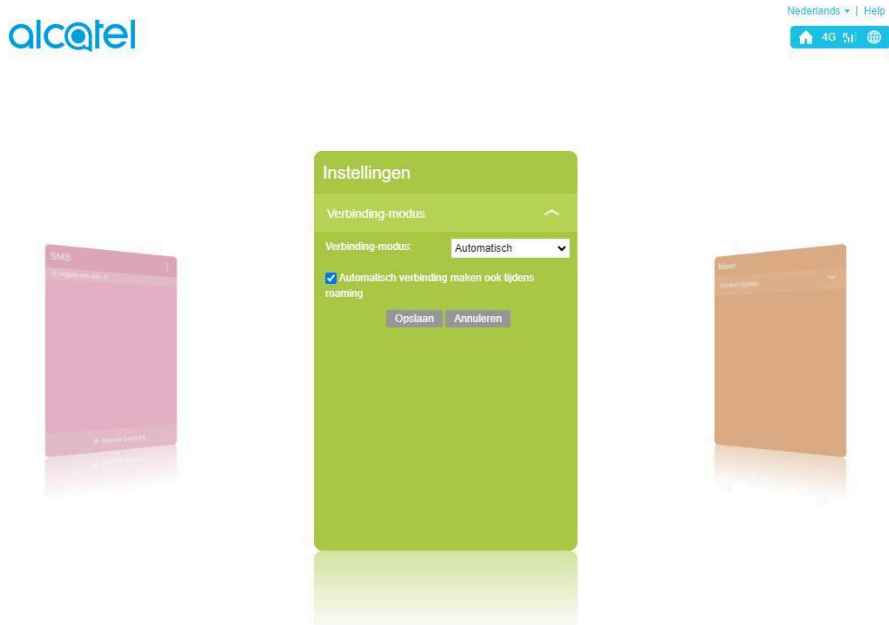 Nederlands | Help
alcatel
4G
Instellingen
Verbinding-modus
Verbinding-modus: Automatisch
Automatisch verbinding maken ook tijdens
roaming
Opslaan Annuleren
SMS
Meer